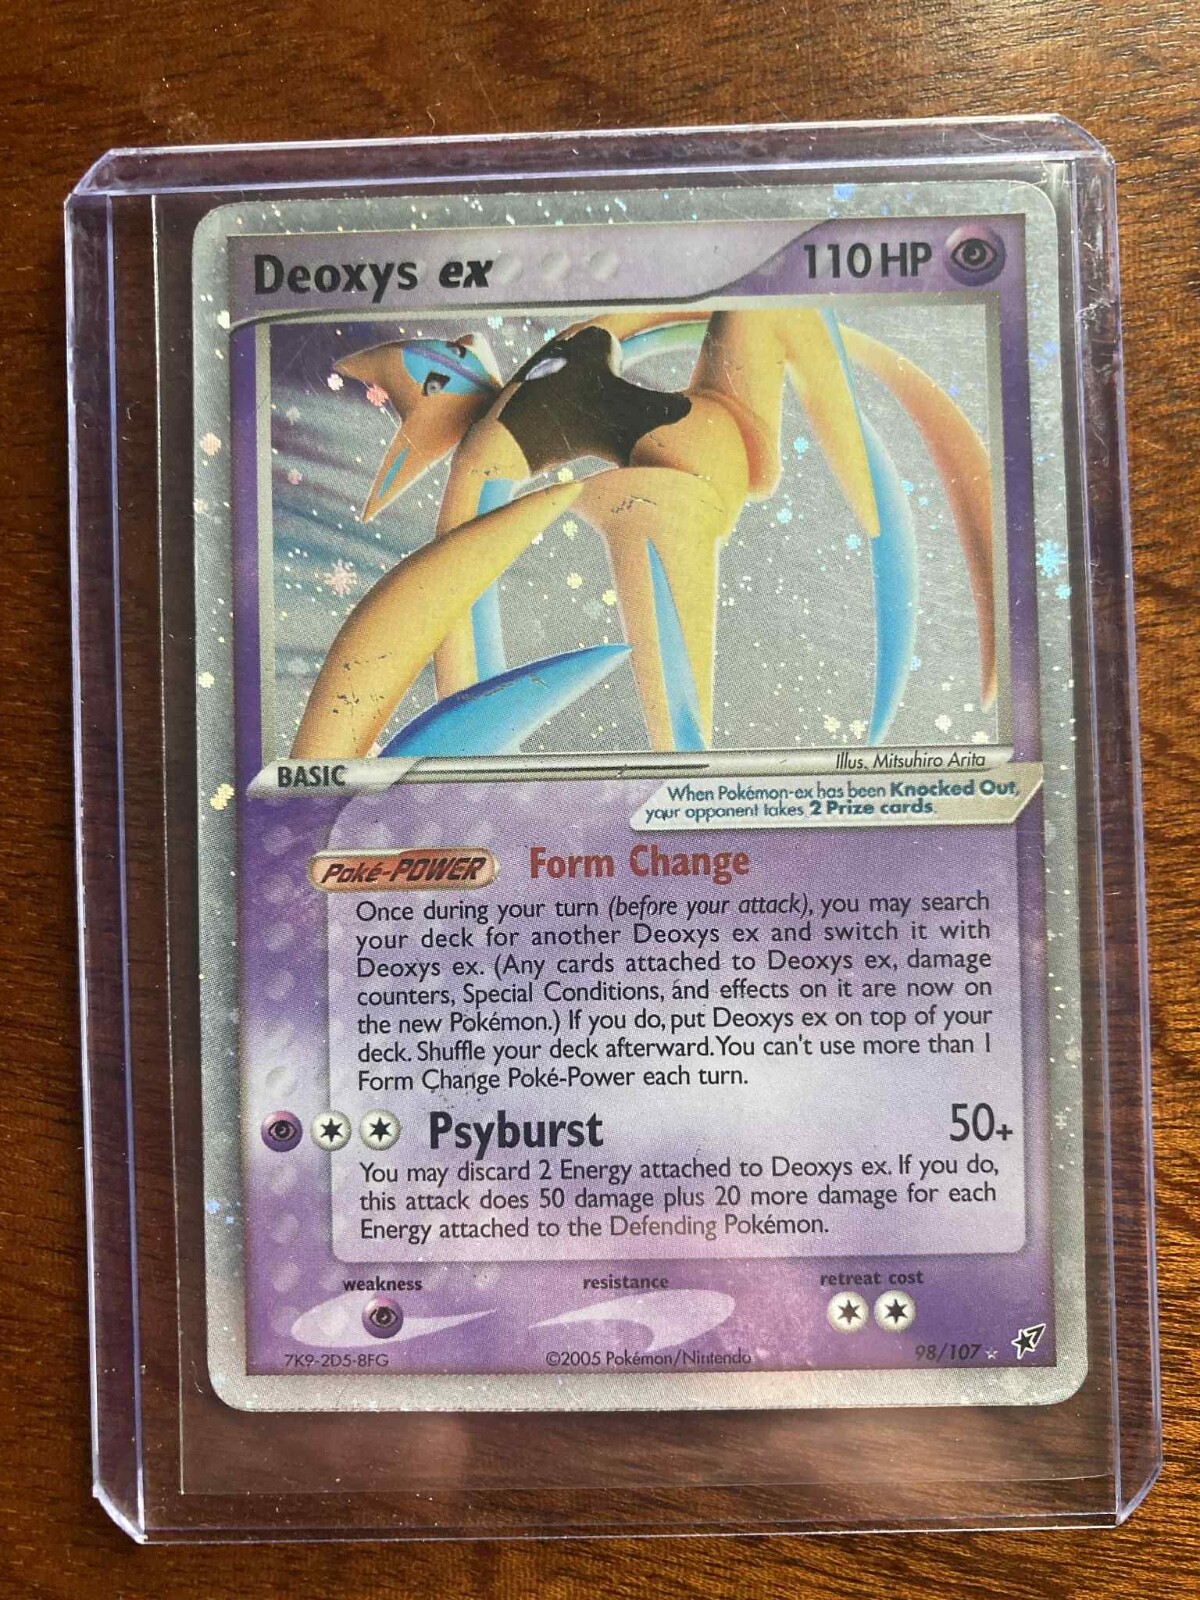 Deoxys ex
110 HP
BASIC
Illus. Mitsuhiro Arita
When Pokémon-ex has been Knocked Out,
your opponent takes 2 Prize cards.
Poké-POWER Form Change
Once during your turn (before your attack), you may search
your deck for another Deoxys ex and switch it with
Deoxys ex. (Any cards attached to Deoxys ex, damage
counters, Special Conditions, and effects on it are now on
the new Pokémon.) If you do, put Deoxys ex on top of your
deck. Shuffle your deck afterward. You can't use more than 1
Form Change Poké-Power each turn.
Psyburst 50+
You may discard 2 Energy attached to Deoxys ex. If you do,
this attack does 50 damage plus 20 more damage for each
Energy attached to the Defending Pokémon.
weakness resistance retreat cost
7K9-2D5-8FG ©2005 Pokémon/Nintendo 98/107